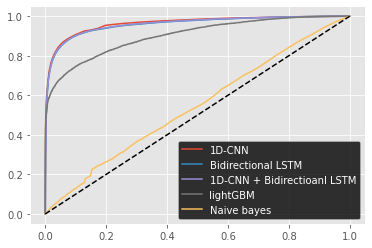 1.0
0.8
0.6
0.4
0.2
0.0
1D-CNN
Bidirectional LSTM
1D-CNN + Bidirectioanl LSTM
lightGBM
Naive bayes
0.0 0.2 0.4 0.6 0.8 1.0